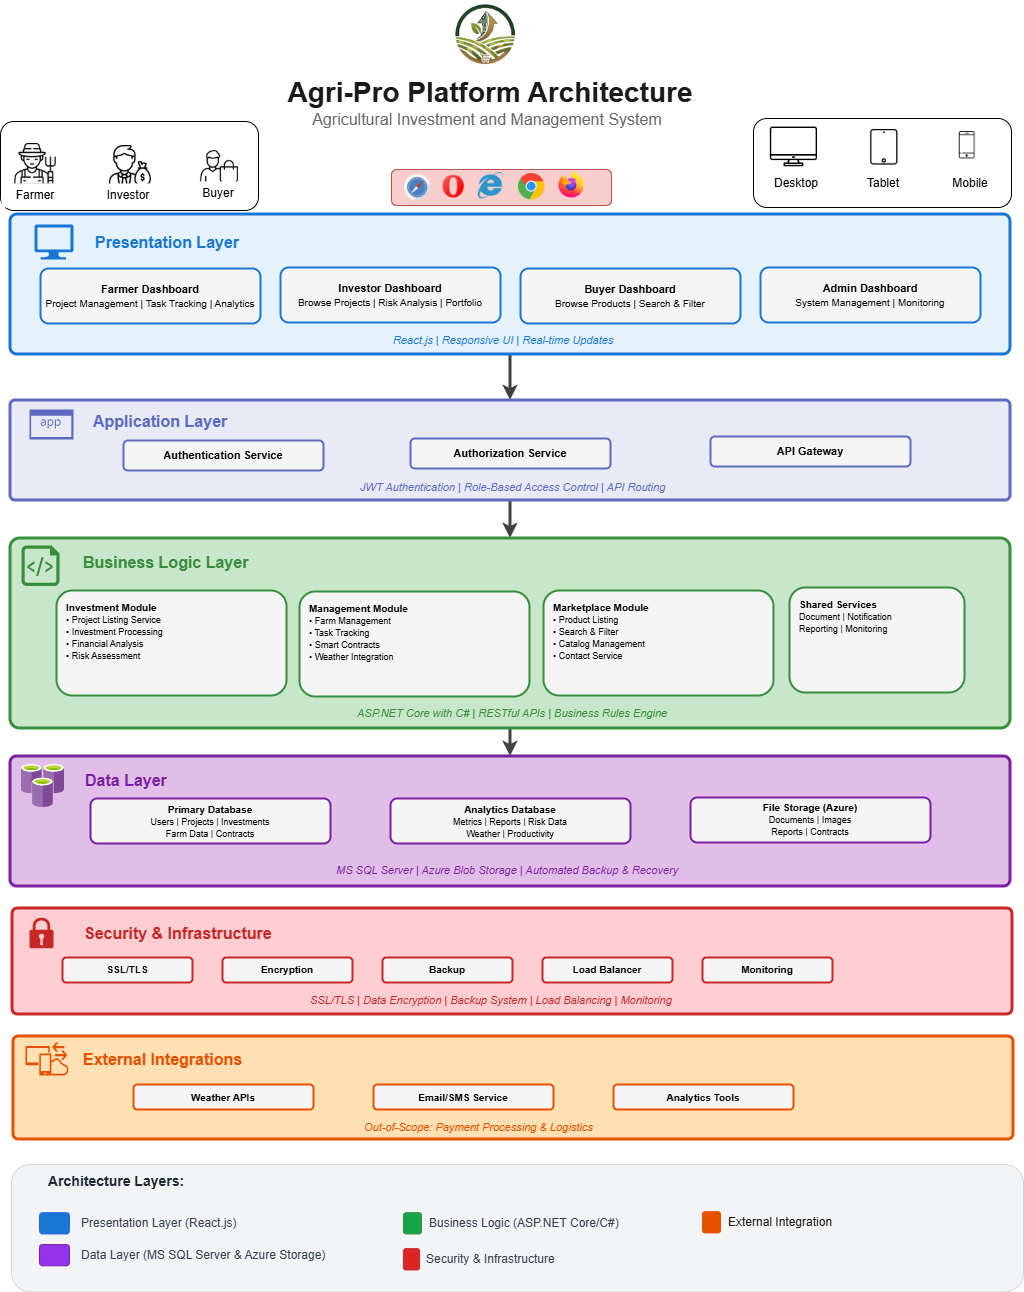 Agri-Pro Platform Architecture
Agricultural Investment and Management System
Farmer
Investor
Buyer
Desktop
Tablet
Mobile
Presentation Layer
Farmer Dashboard
Project Management | Task Tracking | Analytics
Investor Dashboard
Browse Projects | Risk Analysis | Portfolio
Buyer Dashboard
Browse Products | Search & Filter
Admin Dashboard
System Management | Monitoring
React.js | Responsive UI | Real-time Updates
app
Application Layer
Authentication Service
Authorization Service
API Gateway
JWT Authentication | Role-Based Access Control | API Routing
</>
Business Logic Layer
Investment Module
• Project Listing Service
• Investment Processing
• Financial Analysis
• Risk Assessment
Management Module
• Farm Management
• Task Tracking
• Smart Contracts
• Weather Integration
Marketplace Module
• Product Listing
• Search & Filter
• Catalog Management
• Contact Service
Shared Services
Document | Notification
Reporting | Monitoring
ASP.NET Core with C# | RESTful APIs | Business Rules Engine
Data Layer
Primary Database
Users | Projects | Investments
Farm Data | Contracts
Analytics Database
Metrics | Reports | Risk Data
Weather | Productivity
File Storage (Azure)
Documents | Images
Reports | Contracts
MS SQL Server | Azure Blob Storage | Automated Backup & Recovery
Security & Infrastructure
SSL/TLS
Encryption
Backup
Load Balancer
Monitoring
SSL/TLS | Data Encryption | Backup System | Load Balancing | Monitoring
External Integrations
Weather APIs
Email/SMS Service
Analytics Tools
Out-of-Scope: Payment Processing & Logistics
Architecture Layers:
Presentation Layer (React.js)
Business Logic (ASP.NET Core/C#)
External Integration
Data Layer (MS SQL Server & Azure Storage)
Security & Infrastructure